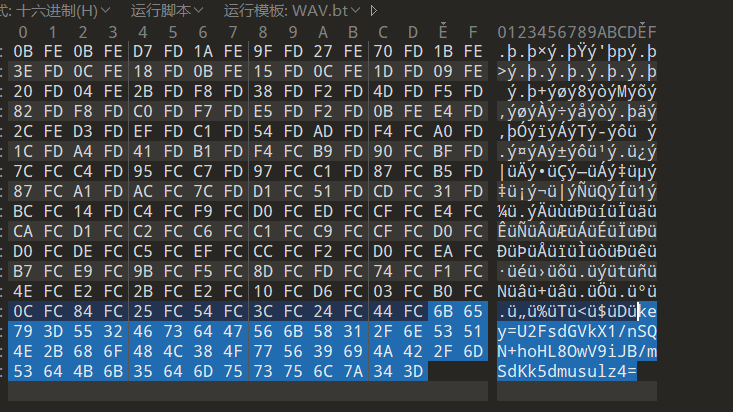 式: 十六进制(H) 运行脚本 运行模板: WAV.bt
0 1 2 3 4 5 6 7 8 9 A B C D E F 0123456789ABCDEF
0B FE 0B FE D7 FD 1A FE 9F FD 27 FE 70 FD 1B FE .þ.þ×ý.þŸý'þpý.þ
3E FD 0C FE 18 FD 0B FE 15 FD 0C FE 1D FD 09 FE >ý.þ.ý.þ.ý.þ.ý.þ
20 FD 04 FE 2B FD F8 FD 38 FD F2 FD 4D FD F5 FD  ý.þ+ýøý8ýòýMýõý
82 FD F8 FD C0 FD F7 FD E5 FD F2 FD 0B FE E4 FD ‚ýøýÀý÷ýåýòý.þäý
2C FE D3 FD EF FD C1 FD 54 FD AD FD F4 FC A0 FD ,þÓýïýÁýTý-ýôü ý
1C FD A4 FD 41 FD B1 FD F4 FC B9 FD 90 FC BF FD .ý¤ýAý±ýôü¹ý.ü¿ý
7C FC C4 FD 95 FC C7 FD 97 FC C1 FD 87 FC B5 FD |üÄý•üÇý—üÁý‡üµý
87 FC A1 FD AC FC 7C FD D1 FC 51 FD CD FC 31 FD ‡ü¡ý¬ü|ýÑüQýÍü1ý
BC FC 14 FD C4 FC F9 FC D0 FC ED FC CF FC E4 FC ¼ü.ýÄüùüÐüíüÏüäü
CA FC D1 FC C2 FC C6 FC C1 FC C9 FC CF FC D0 FC ÊüÑüÂüÆüÁüÉüÏüÐü
D0 FC DE FC C5 FC EF FC CC FC F2 FC D0 FC EA FC ÐüÞüÅüïüÌüòüÐüêü
B7 FC E9 FC 9B FC F5 FC 8D FC FD FC 74 FC F1 FC ·üéü›üõü.üýütüñü
4E FC E2 FC 2B FC E2 FC 10 FC D6 FC 03 FC B0 FC Nüâü+üâü.üÖü.ü°ü
0C FC 84 FC 25 FC 54 FC 3C FC 24 FC 44 FC 6B 65 .ü„ü%üTü<ü$üDüke
79 3D 55 32 46 73 64 47 56 6B 58 31 2F 6E 53 51 y=U2FsdGVkX1/nSQ
4E 2B 68 6F 48 4C 38 4F 77 56 39 69 4A 42 2F 6D N+hoHL8OwV9iJB/m
53 64 4B 6B 35 64 6D 75 73 75 6C 7A 34 3D SdKk5dmusulz4=